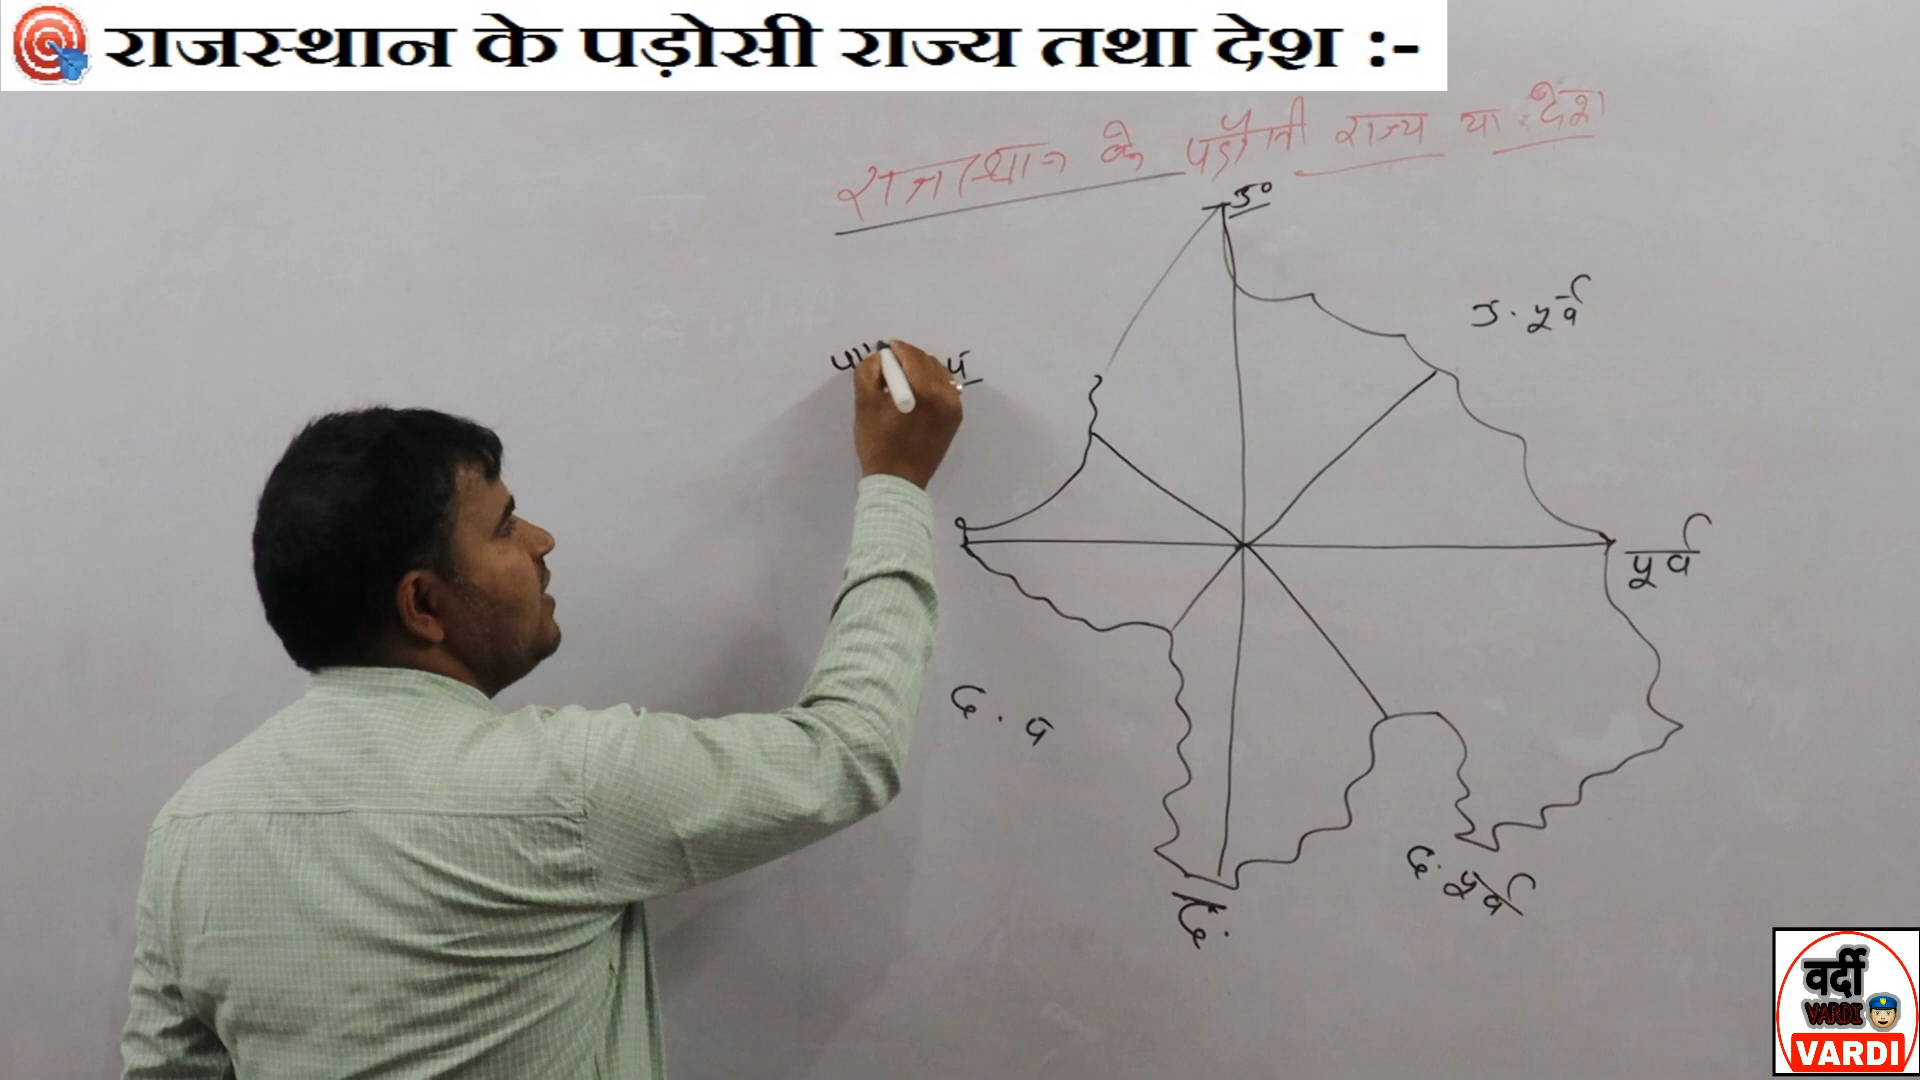 राजस्थान के पड़ोसी राज्य तथा देश :-
राजस्थान के पड़ौसी राज्य या देश
उ०
उ. पूर्व
पूर्व
द. प
द. पूर्व
द.
वर्दी
VARDI
VARDI